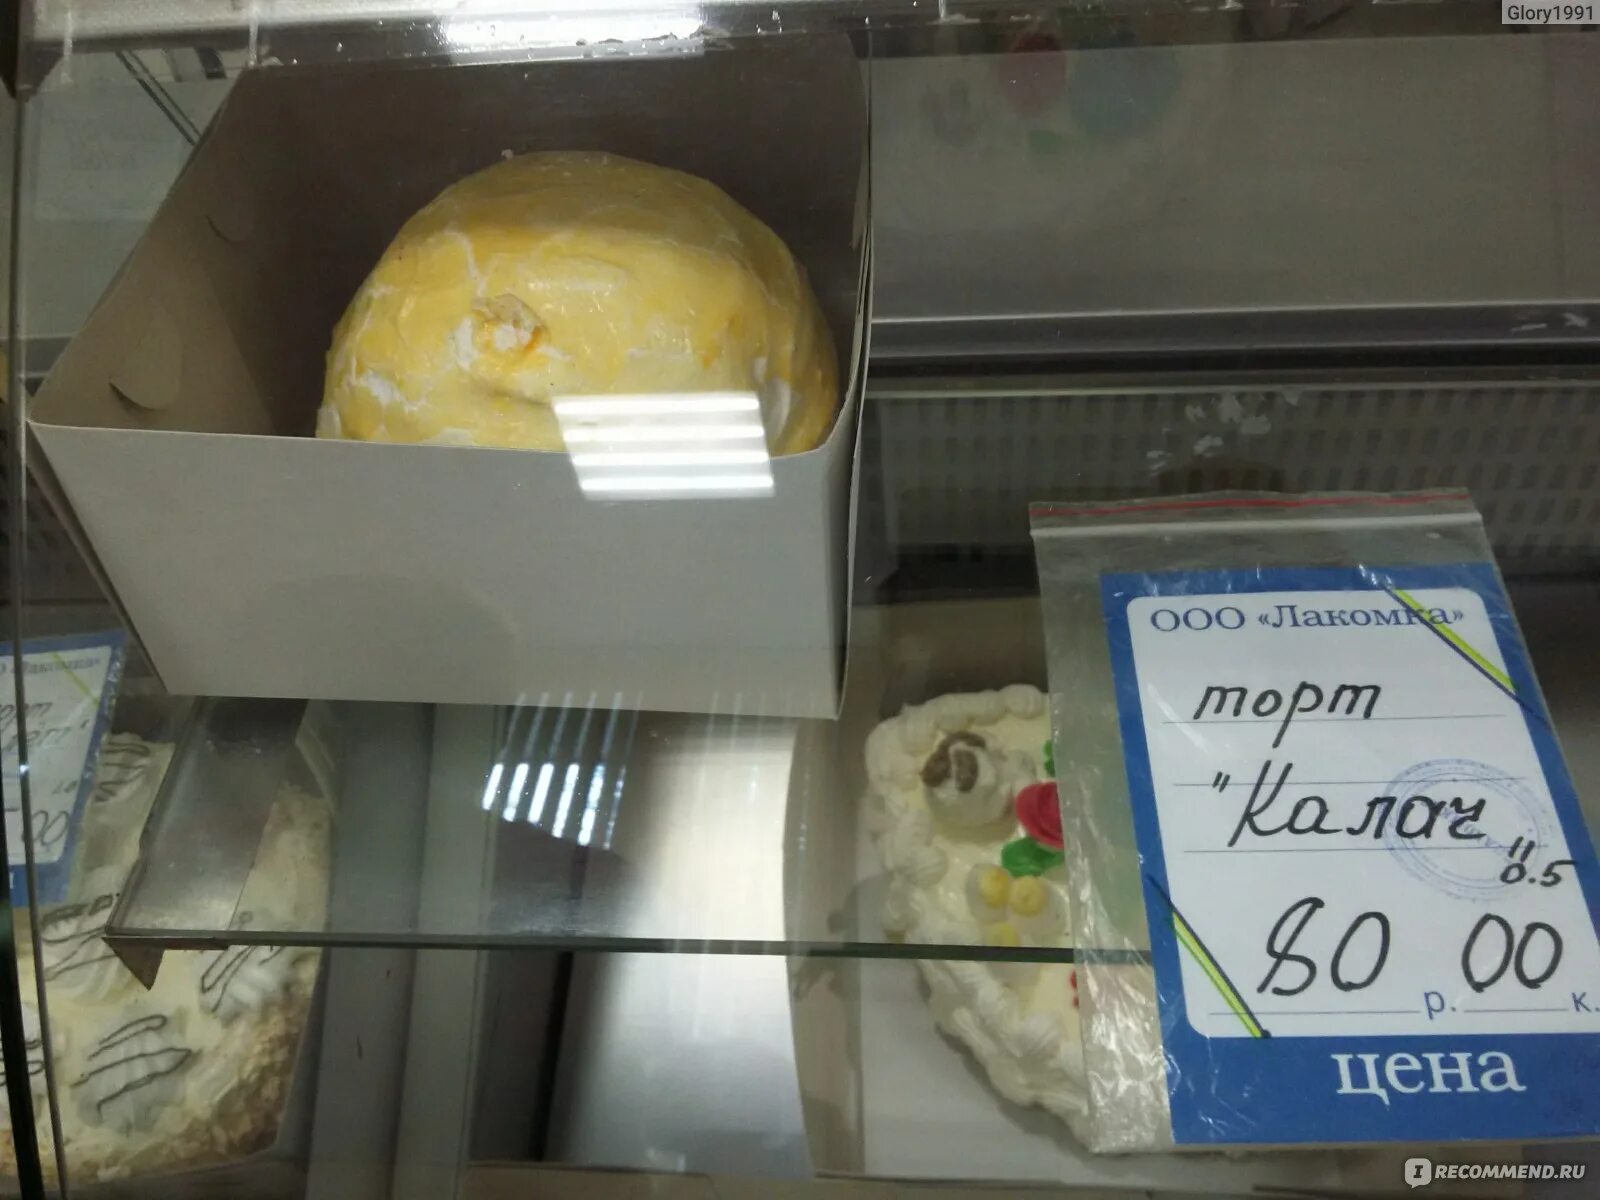 Glory1991
ООО «Лакомка»
торт
"Калач"
0.5
80 р. 00 к.
цена
RECOMMEND.RU